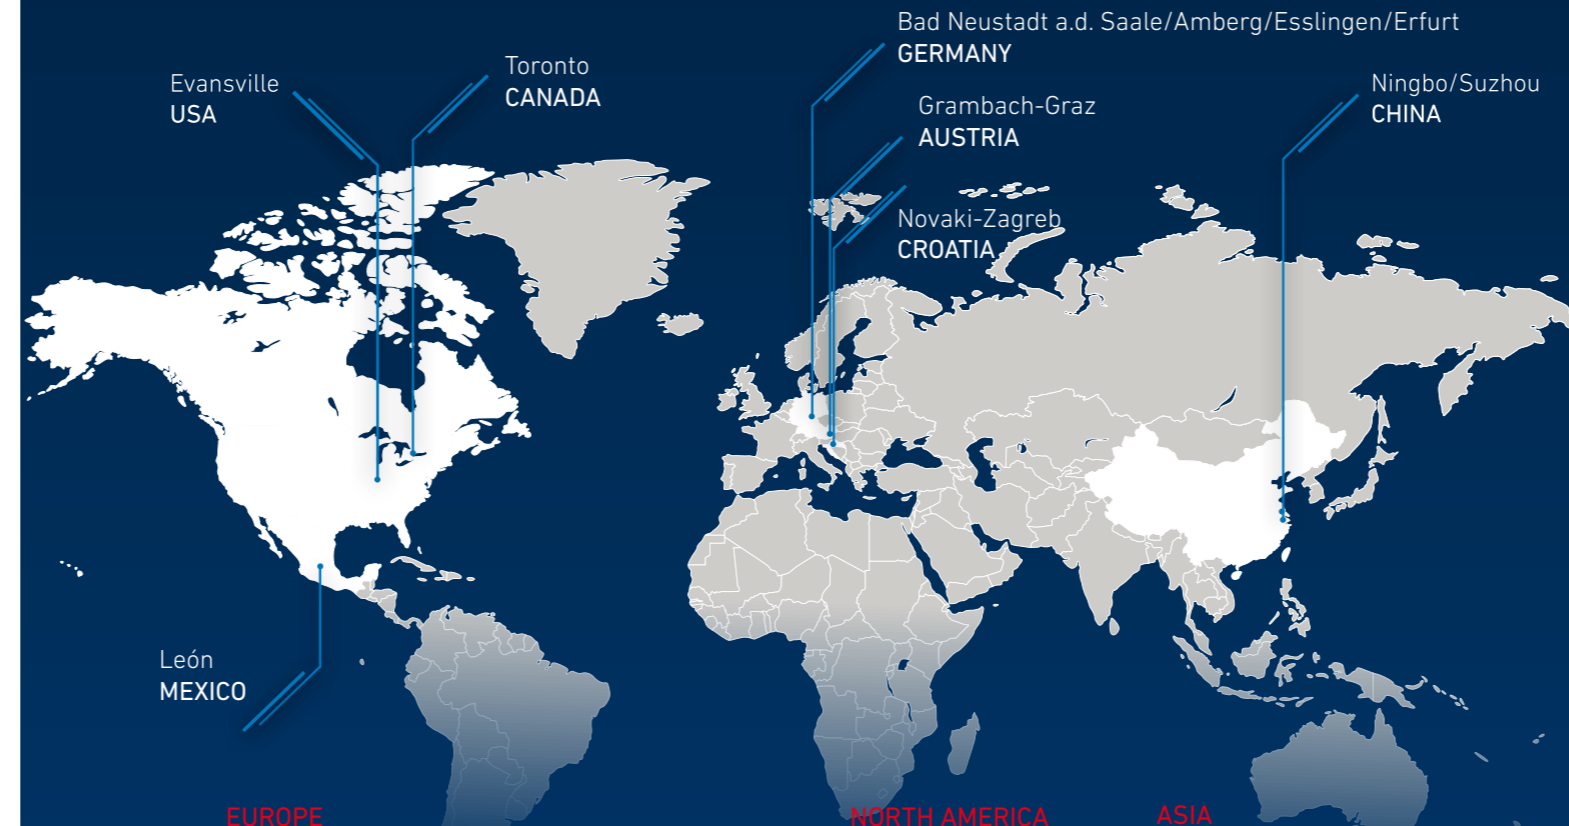 Bad Neustadt a.d. Saale/Amberg/Esslingen/Erfurt
GERMANY
Evansville
USA
Toronto
CANADA
Grambach-Graz
AUSTRIA
Ningbo/Suzhou
CHINA
Novaki-Zagreb
CROATIA
León
MEXICO
EUROPE
NORTH AMERICA
ASIA